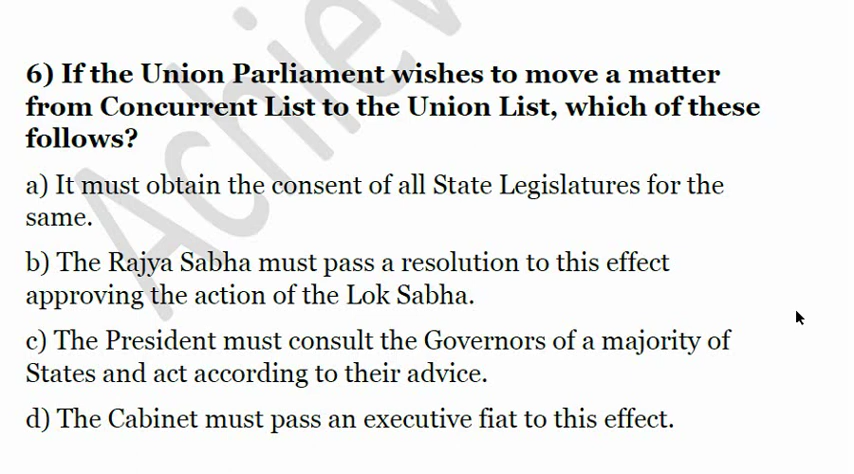 6) If the Union Parliament wishes to move a matter
from Concurrent List to the Union List, which of these
follows?
a) It must obtain the consent of all State Legislatures for the
same.
b) The Rajya Sabha must pass a resolution to this effect
approving the action of the Lok Sabha.
c) The President must consult the Governors of a majority of
States and act according to their advice.
d) The Cabinet must pass an executive fiat to this effect.